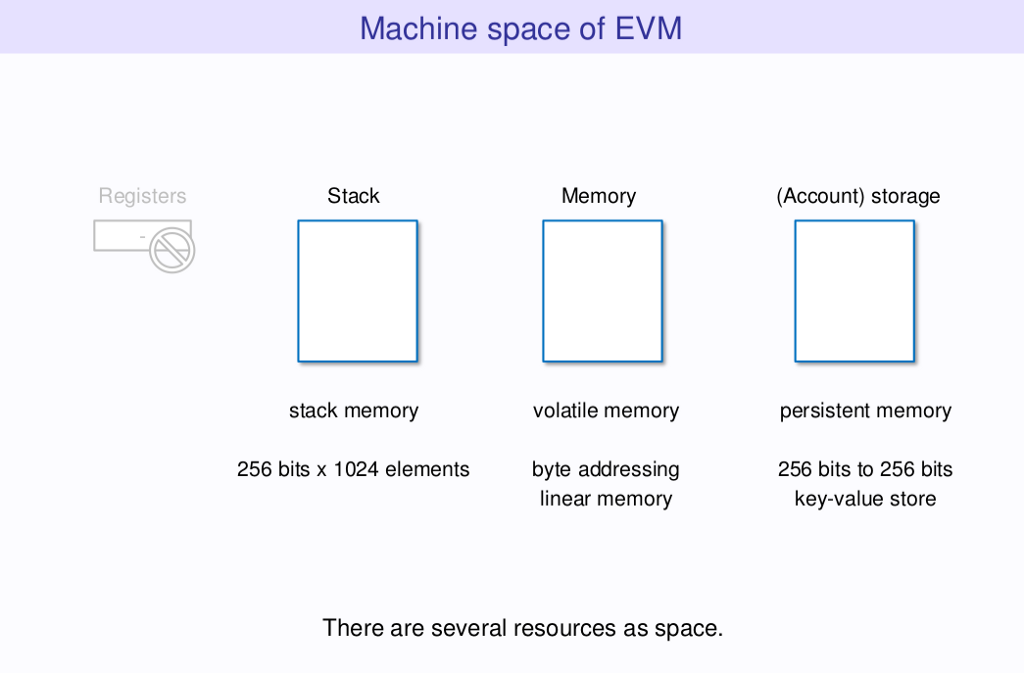 Machine space of EVM
Registers
-
Stack
Memory
(Account) storage
stack memory
volatile memory
persistent memory
256 bits x 1024 elements
byte addressing
linear memory
256 bits to 256 bits
key-value store
There are several resources as space.